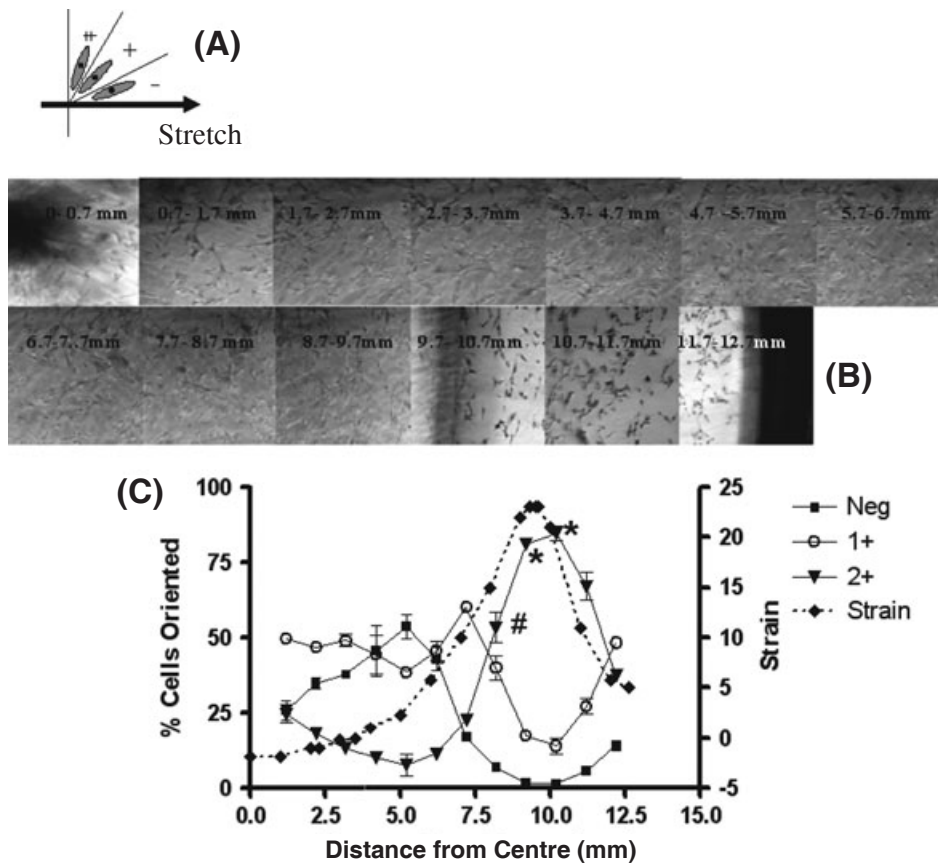 (A)
++
+
-
Stretch
0- 0.7 mm
0.7- 1.7 mm
1.7- 2.7mm
2.7- 3.7mm
3.7- 4.7 mm
4.7 -5.7mm
5.7-6.7mm
6.7-7.7mm
7.7- 8.7 mm
8.7- 9.7mm
9.7- 10.7mm
10.7-11.7mm
11.7-12.7mm
(B)
(C)
100
75
50
25
0
% Cells Oriented
25
20
15
10
5
0
-5
Strain
*
*
#
Neg
1+
2+
Strain
0.0
2.5
5.0
7.5
10.0
12.5
15.0
Distance from Centre (mm)